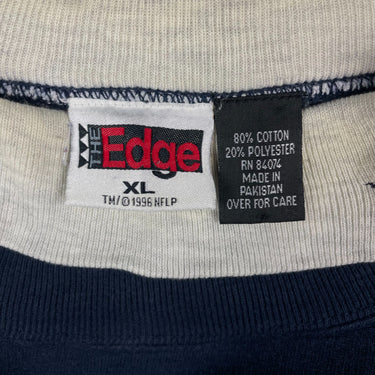 THE Edge
XL
TM/© 1996 NFLP
80% COTTON
20% POLYESTER
RN 84074
MADE IN
PAKISTAN
OVER FOR CARE